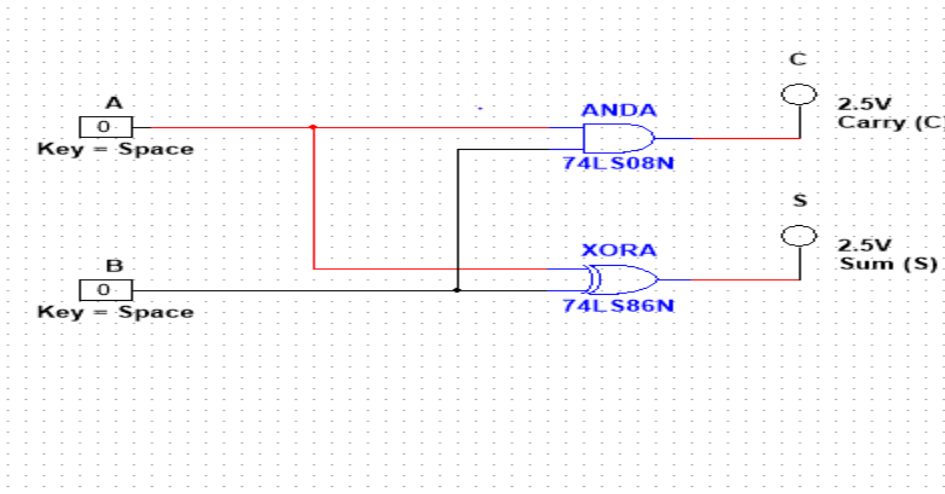 C
A
ANDA
2.5V
0
Carry (C)
Key = Space
74LS08N
S
B
XORA
2.5V
0
Sum (S)
Key = Space
74LS86N